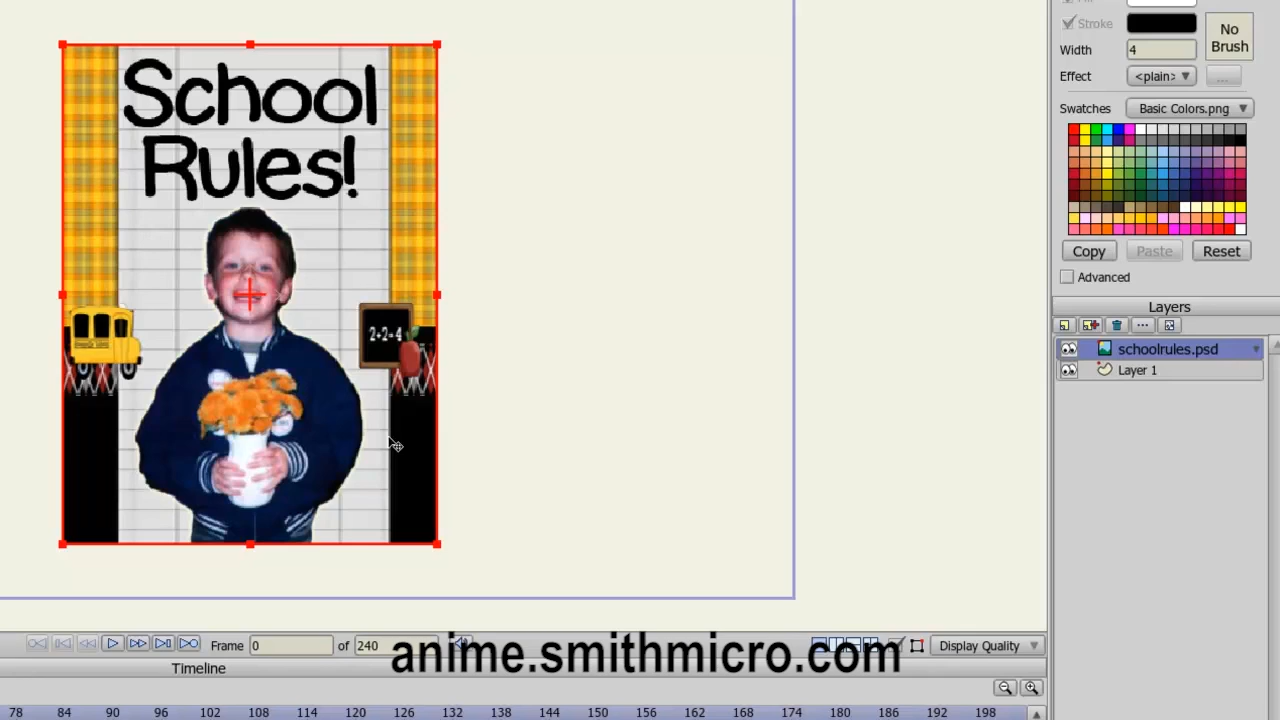 School
Rules!
2+2=4
Fill
Stroke
No
Brush
Width 4
Effect <plain> ...
Swatches Basic Colors.png
Copy Paste Reset
Advanced
Layers
schoolrules.psd
Layer 1
Frame 0 of 240 Display Quality
anime.smithmicro.com
Timeline
78 84 90 96 102 108 114 120 126 132 138 144 150 156 162 168 174 180 186 192 198